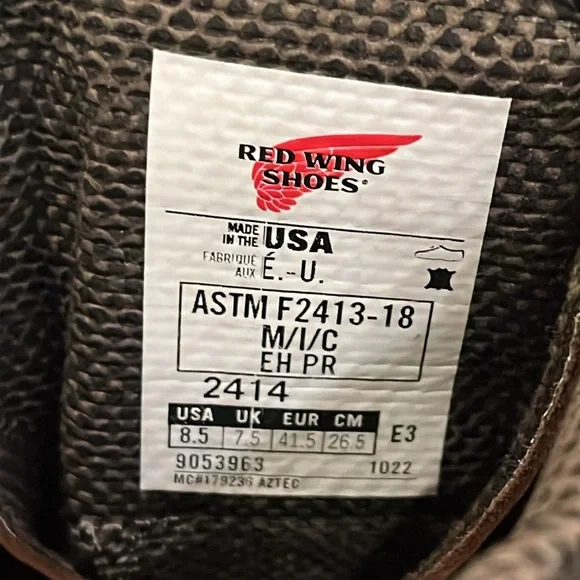 RED WING
SHOES®
MADE IN THE USA
FABRIQUÉ AUX É.-U.
ASTM F2413-18
M/I/C
EH PR
2414
USA UK EUR CM
8.5 7.5 41.5 26.5 E3
9053963 1022
MC#179236 AZTEC